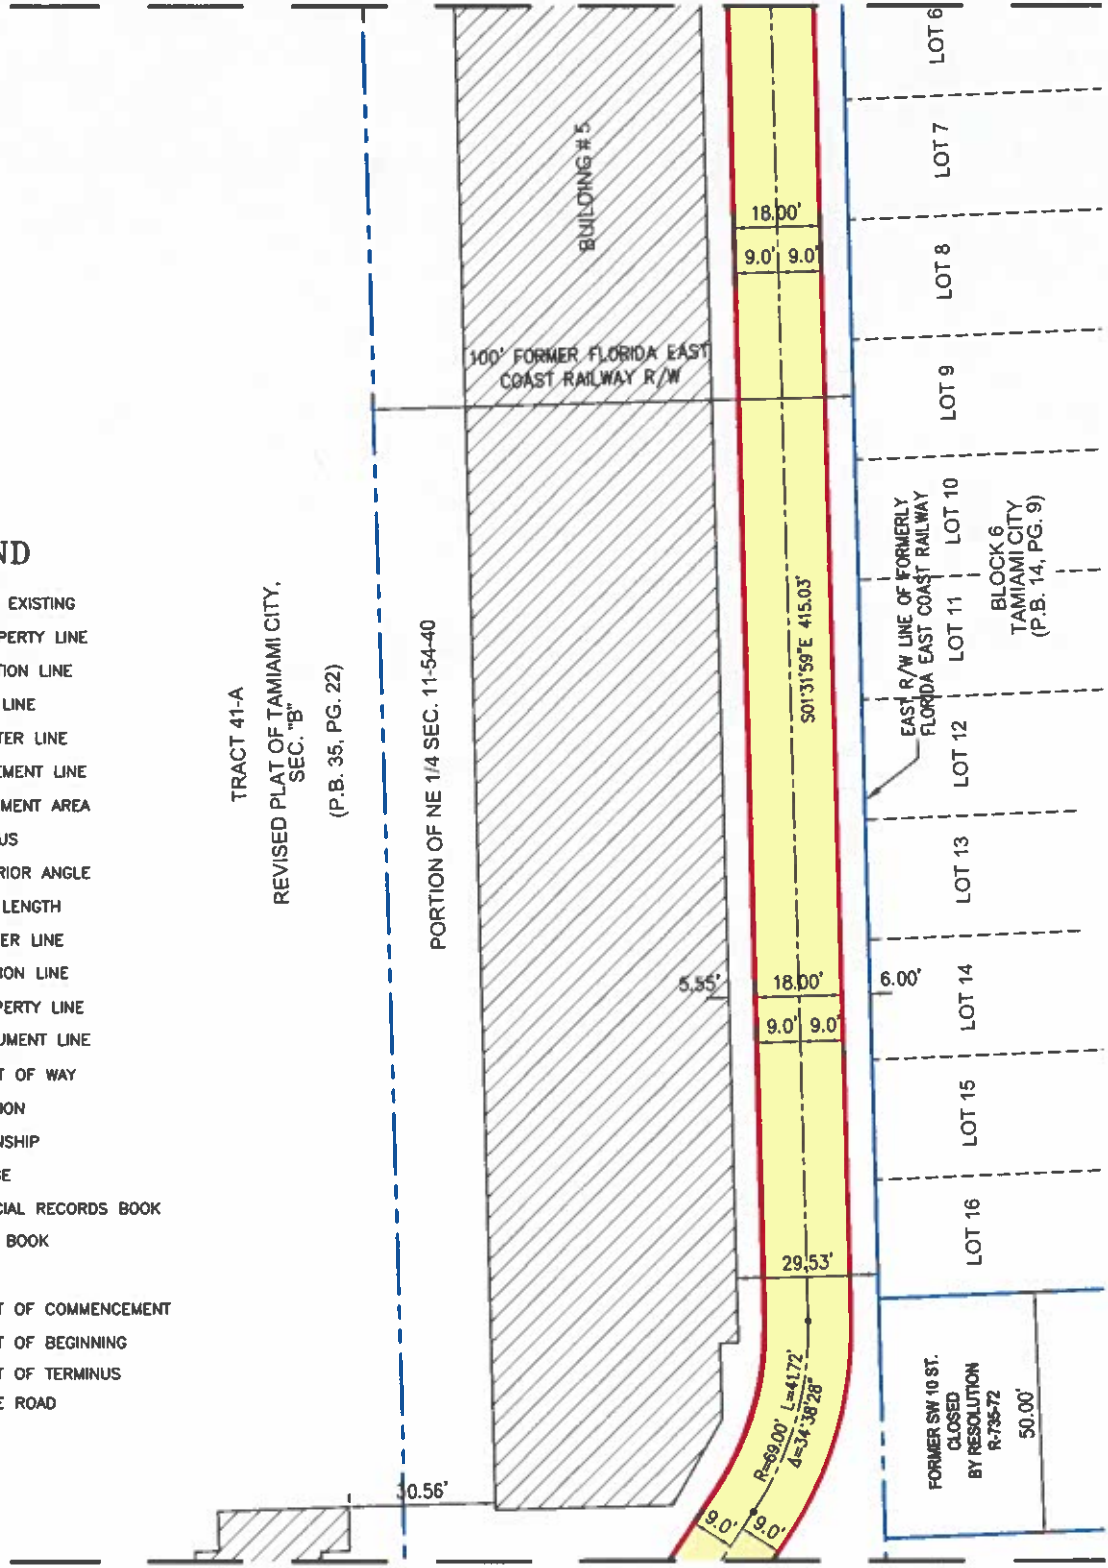 ND
EXISTING
PERTY LINE
TION LINE
LINE
TER LINE
EMENT LINE
MENT AREA
US
RIOR ANGLE
LENGTH
ER LINE
ION LINE
PERTY LINE
UMENT LINE
T OF WAY
ION
NSHIP
GE
CIAL RECORDS BOOK
BOOK
T OF COMMENCEMENT
T OF BEGINNING
T OF TERMINUS
E ROAD
TRACT 41-A
REVISED PLAT OF TAMIAMI CITY,
SEC. "B"
(P.B. 35, PG. 22)
PORTION OF NE 1/4 SEC. 11-54-40
BUILDING # 5
100' FORMER FLORIDA EAST
COAST RAILWAY R/W
18.00'
9.0' 9.0'
S01°31'59"E 415.03'
5.55'
18.00'
6.00'
9.0' 9.0'
29.53'
R=69.00' L=41.72'
Δ=34°38'28"
9.0' 9.0'
30.56'
EAST R/W LINE OF FORMERLY
FLORIDA EAST COAST RAILWAY
LOT 6
LOT 7
LOT 8
LOT 9
LOT 10
LOT 11
LOT 12
LOT 13
LOT 14
LOT 15
LOT 16
BLOCK 6
TAMIAMI CITY
(P.B. 14, PG. 9)
FORMER SW 10 ST.
CLOSED
BY RESOLUTION
R-735-72
50.00'